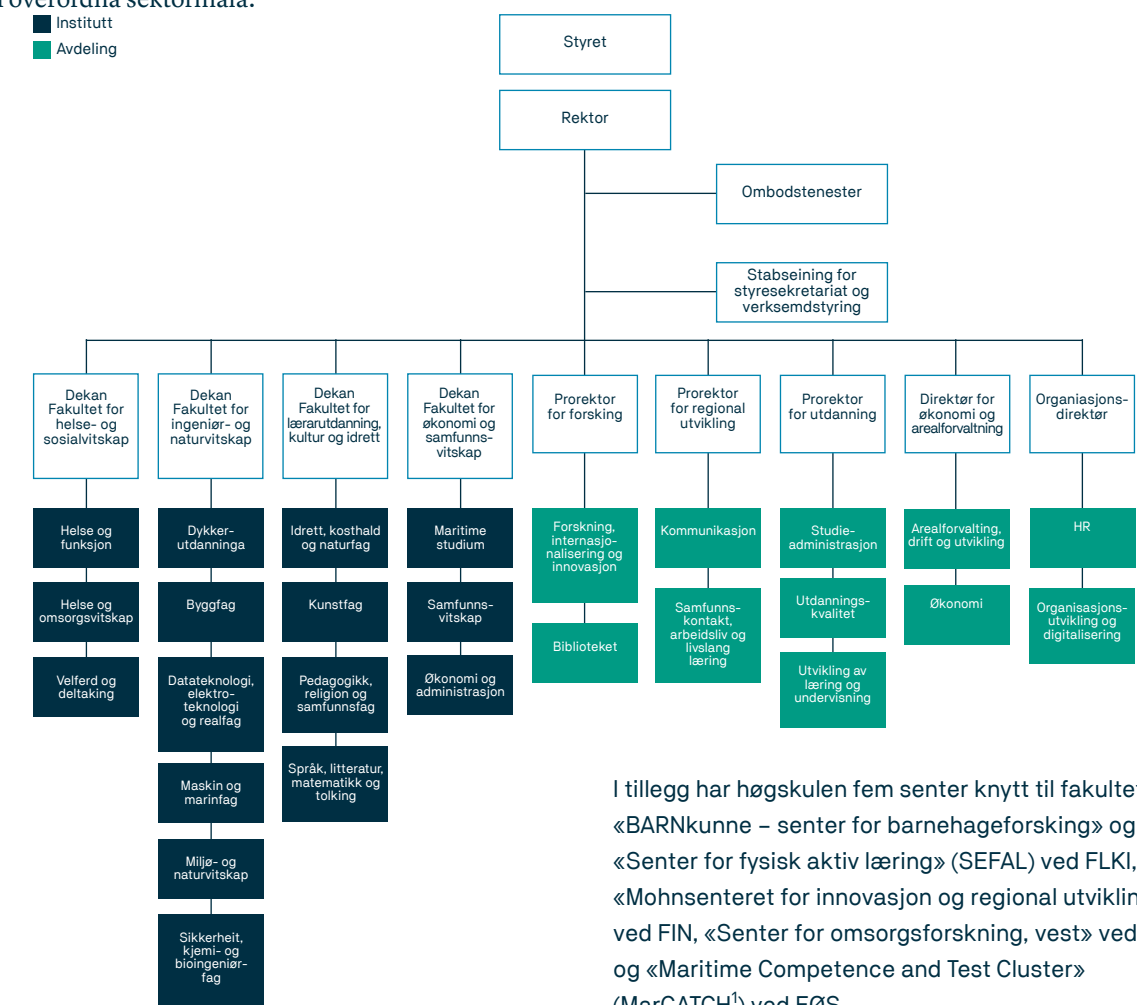 overordna sektormåla.
Institutt
Avdeling
Styret
Rektor
Ombodstenester
Stabseining for
styresekretariat og
verksemdstyring
Dekan
Fakultet for
helse- og
sosialvitskap
Dekan
Fakultet for
ingeniør- og
naturvitskap
Dekan
Fakultet for
lærarutdanning,
kultur og idrett
Dekan
Fakultet for
økonomi og
samfunns-
vitskap
Prorektor
for forsking
Prorektor
for regional
utvikling
Prorektor
for utdanning
Direktør for
økonomi og
arealforvaltning
Organiasjons-
direktør
Helse og
funksjon
Helse og
omsorgsvitskap
Velferd og
deltaking
Dykker-
utdanninga
Byggfag
Datateknologi,
elektro-
teknologi
og realfag
Maskin og
marinfag
Miljø- og
naturvitskap
Sikkerheit,
kjemi- og
bioingeniør-
fag
Idrett, kosthald
og naturfag
Kunstfag
Pedagogikk,
religion og
samfunnsfag
Språk, litteratur,
matematikk og
tolking
Maritime
studium
Samfunns-
vitskap
Økonomi og
administrasjon
Forskning,
internasjo-
nalisering og
innovasjon
Biblioteket
Kommunikasjon
Samfunns-
kontakt,
arbeidsliv og
livslang
læring
Studie-
administrasjon
Utdannings-
kvalitet
Utvikling av
læring og
undervisning
Arealforvalting,
drift og utvikling
Økonomi
HR
Organisasjons-
utvikling og
digitalisering
I tillegg har høgskulen fem senter knytt til fakultet
«BARNkunne – senter for barnehageforsking» og
«Senter for fysisk aktiv læring» (SEFAL) ved FLKI,
«Mohnsenteret for innovasjon og regional utviklin
ved FIN, «Senter for omsorgsforskning, vest» ved
og «Maritime Competence and Test Cluster»
(MarCATCH¹) ved FØS